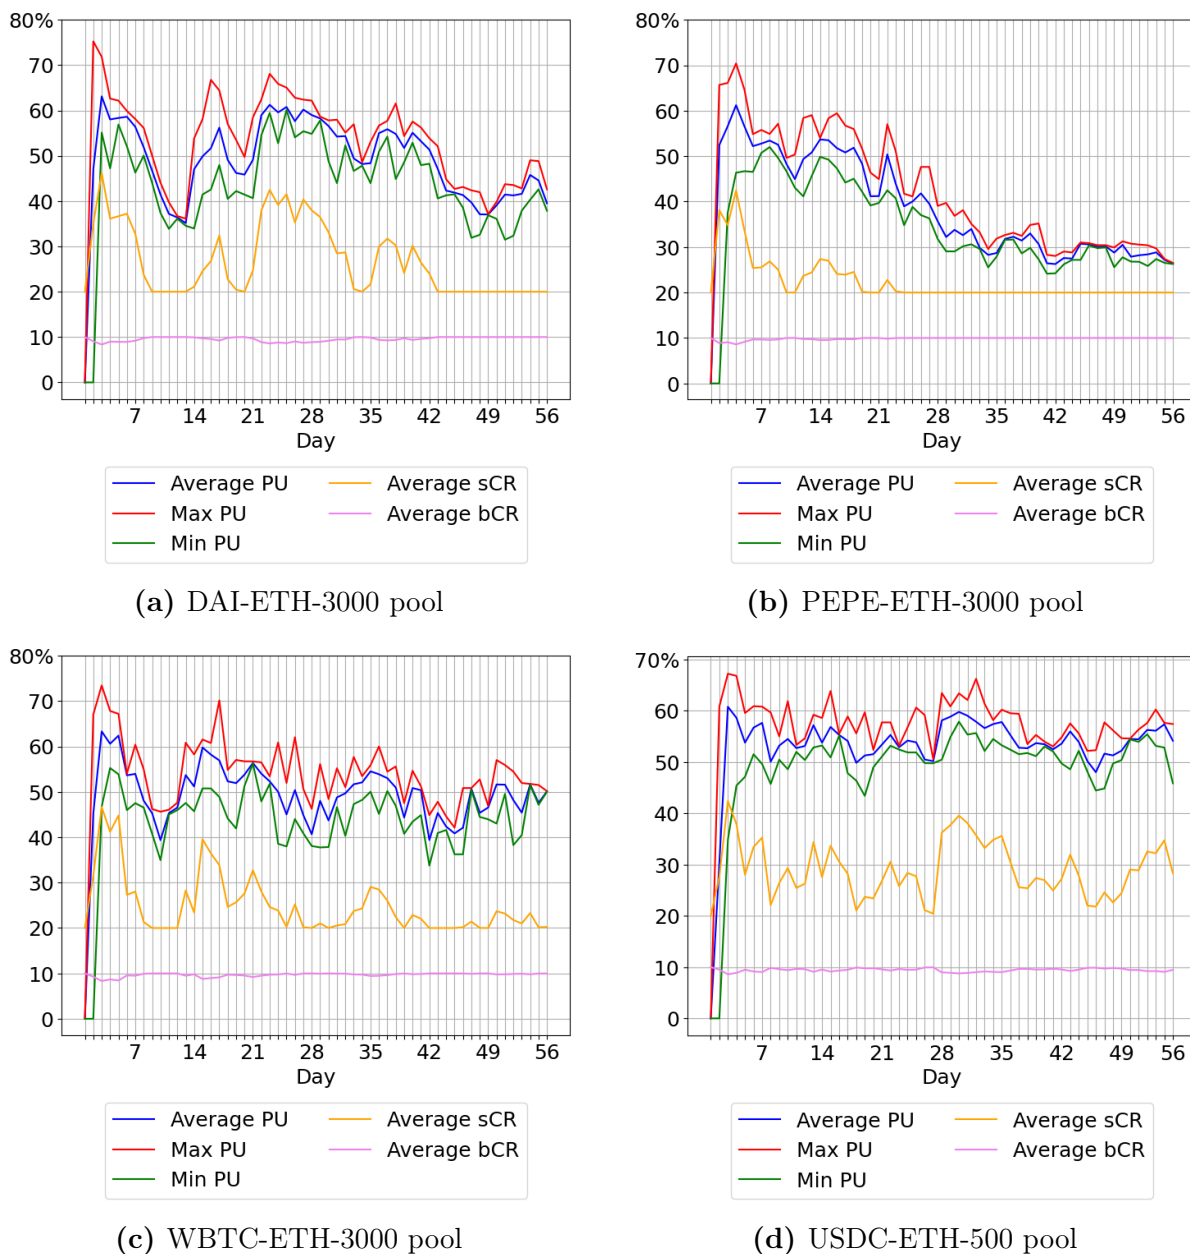 80%
70
60
50
40
30
20
10
0
7 14 21 28 35 42 49 56
Day
Average PU Average sCR
Max PU Average bCR
Min PU
(a) DAI-ETH-3000 pool
80%
70
60
50
40
30
20
10
0
7 14 21 28 35 42 49 56
Day
Average PU Average sCR
Max PU Average bCR
Min PU
(b) PEPE-ETH-3000 pool
80%
70
60
50
40
30
20
10
0
7 14 21 28 35 42 49 56
Day
Average PU Average sCR
Max PU Average bCR
Min PU
(c) WBTC-ETH-3000 pool
70%
60
50
40
30
20
10
0
7 14 21 28 35 42 49 56
Day
Average PU Average sCR
Max PU Average bCR
Min PU
(d) USDC-ETH-500 pool